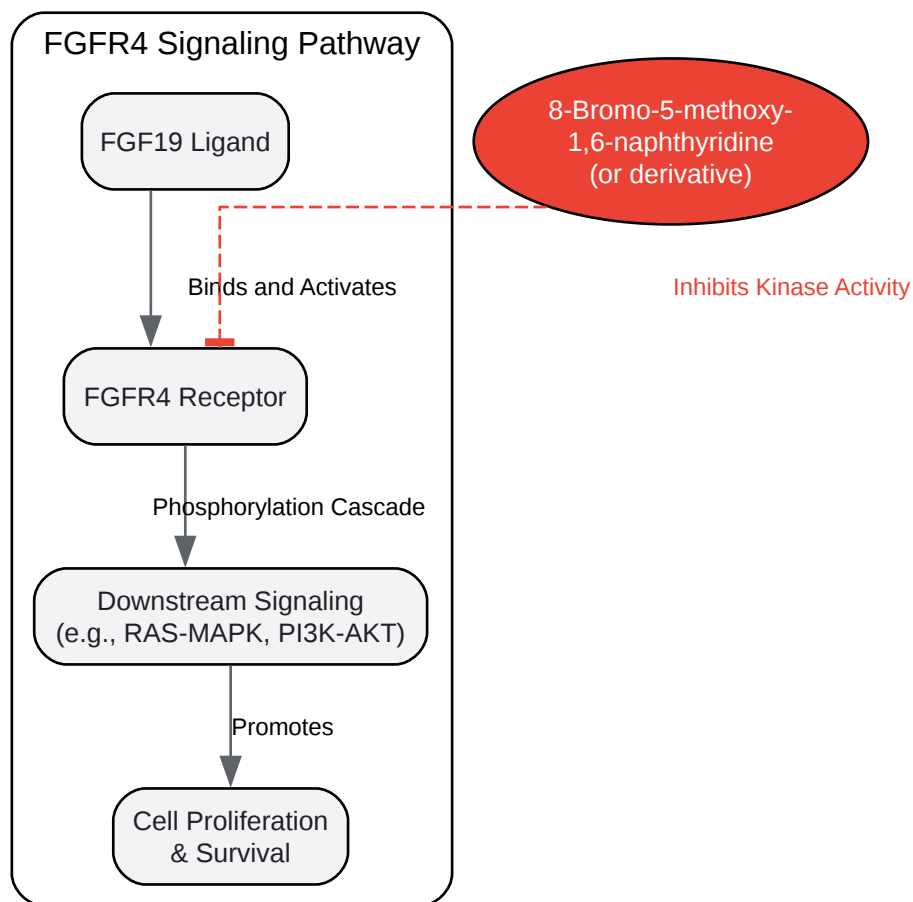 FGFR4 Signaling Pathway
FGF19 Ligand
8-Bromo-5-methoxy-
1,6-naphthyridine
(or derivative)
Binds and Activates
Inhibits Kinase Activity
FGFR4 Receptor
Phosphorylation Cascade
Downstream Signaling
(e.g., RAS-MAPK, PI3K-AKT)
Promotes
Cell Proliferation
& Survival